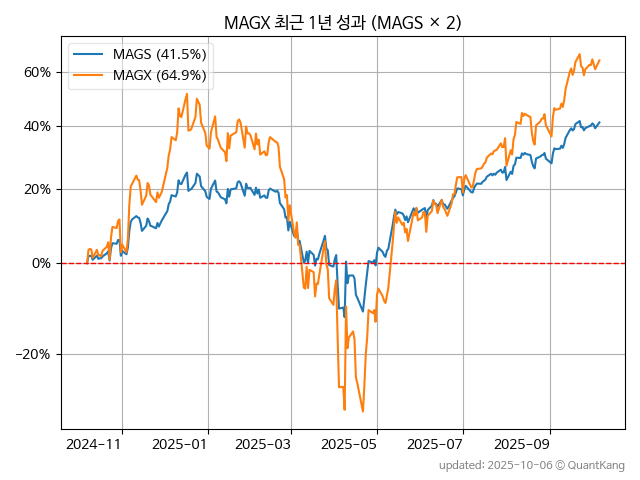 MAGX 최근 1년 성과 (MAGS × 2)
MAGS (41.5%)
MAGX (64.9%)
60%
40%
20%
0%
−20%
2024-11
2025-01
2025-03
2025-05
2025-07
2025-09
updated: 2025-10-06 © QuantKang